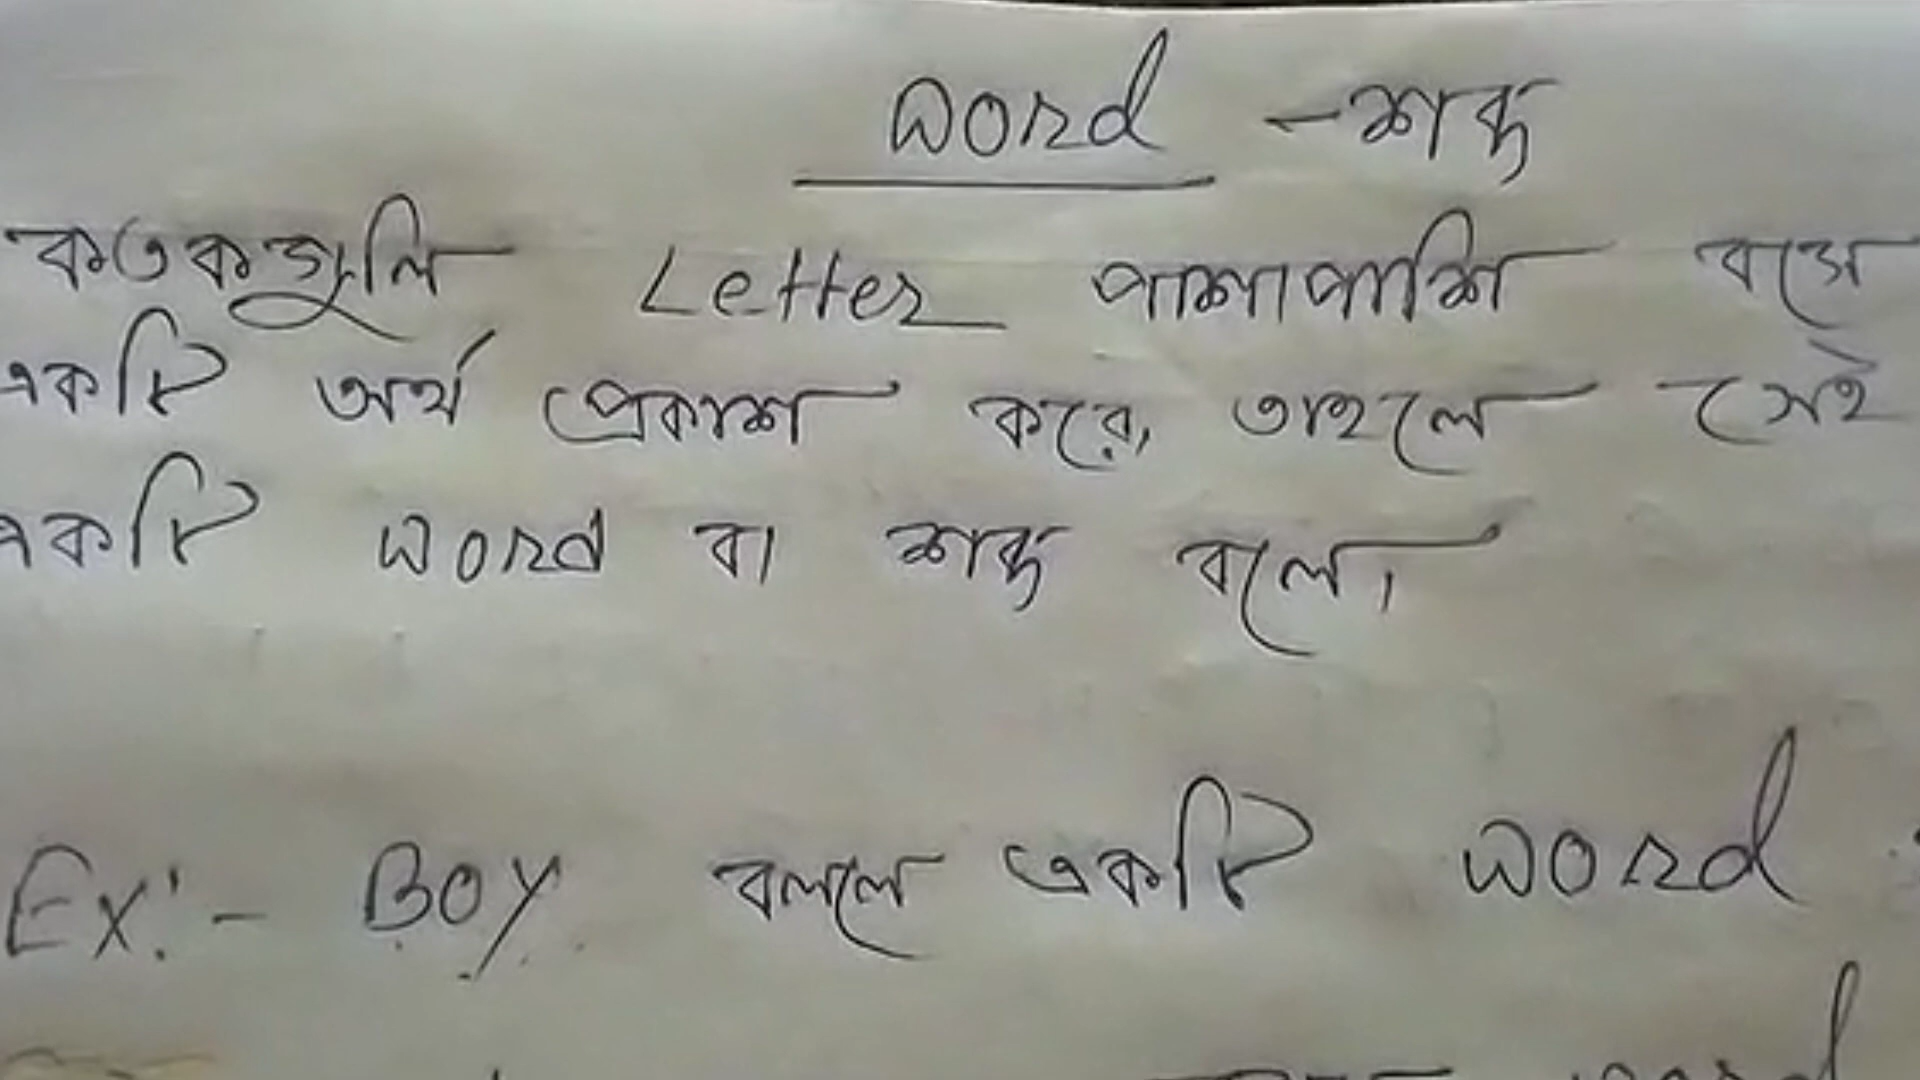 Word - শব্দ
কতকগুলি Letter পাশাপাশি বসে
একটি অর্থ প্রকাশ করে, তাহলে সেই
একটি word বা শব্দ বলে।
Ex:- Boy বললে একটি word
word